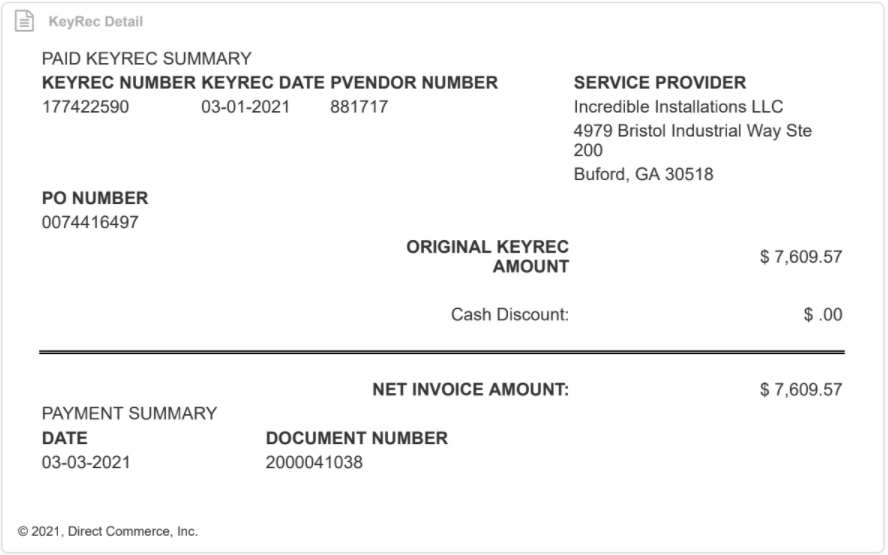 KeyRec Detail
PAID KEYREC SUMMARY
KEYREC NUMBER KEYREC DATE PVENDOR NUMBER SERVICE PROVIDER
177422590 03-01-2021 881717 Incredible Installations LLC
4979 Bristol Industrial Way Ste
200
Buford, GA 30518
PO NUMBER
0074416497
ORIGINAL KEYREC
AMOUNT $ 7,609.57
Cash Discount: $ .00
NET INVOICE AMOUNT: $ 7,609.57
PAYMENT SUMMARY
DATE DOCUMENT NUMBER
03-03-2021 2000041038
© 2021, Direct Commerce, Inc.